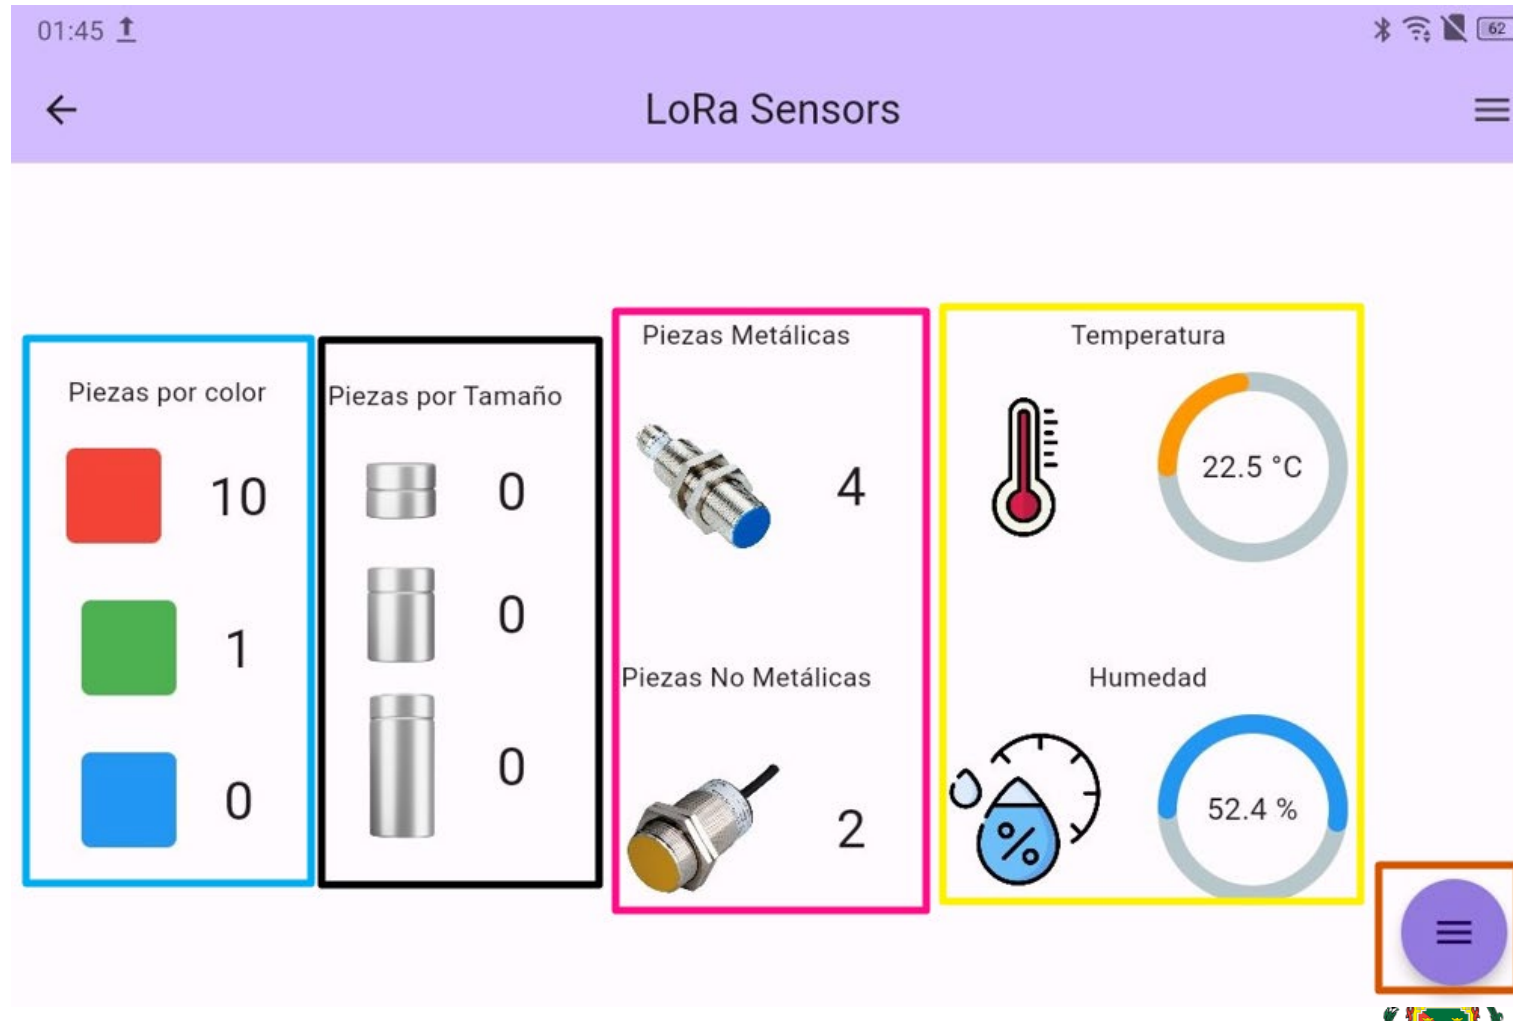 01:45
62
LoRa Sensors
Piezas por color
10
1
0
Piezas por Tamaño
0
0
0
Piezas Metálicas
4
Piezas No Metálicas
2
Temperatura
22.5 °C
Humedad
%
52.4 %